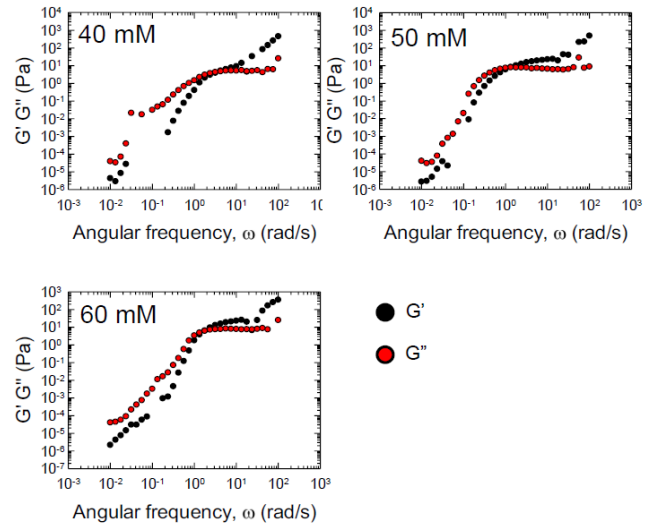 40 mM
10⁴
10³
10²
10¹
10⁰
10⁻¹
10⁻²
10⁻³
10⁻⁴
10⁻⁵
10⁻⁶
G' G" (Pa)
10⁻³ 10⁻² 10⁻¹ 10⁰ 10¹ 10²
Angular frequency, ω (rad/s)
50 mM
10⁴
10³
10²
10¹
10⁰
10⁻¹
10⁻²
10⁻³
10⁻⁴
10⁻⁵
10⁻⁶
G' G" (Pa)
10⁻³ 10⁻² 10⁻¹ 10⁰ 10¹ 10² 10³
Angular frequency, ω (rad/s)
60 mM
10³
10²
10¹
10⁰
10⁻¹
10⁻²
10⁻³
10⁻⁴
10⁻⁵
10⁻⁶
10⁻⁷
G' G" (Pa)
10⁻³ 10⁻² 10⁻¹ 10⁰ 10¹ 10² 10³
Angular frequency, ω (rad/s)
G'
G"